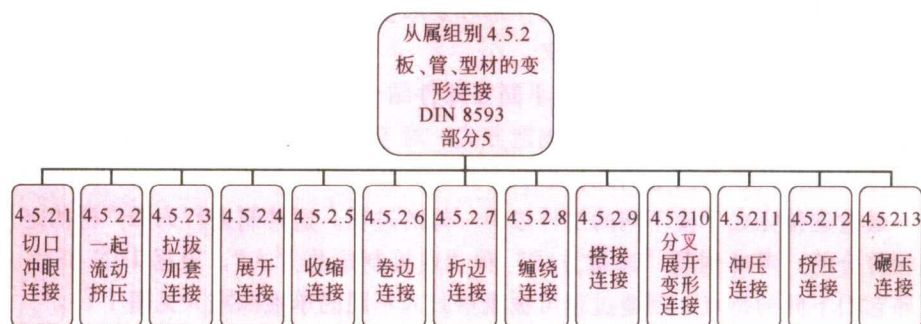 从属组别4.5.2
板、管、型材的变
形连接
DIN 8593
部分5
4.5.2.1
切口
冲眼
连接
4.5.2.2
一起
流动
挤压
4.5.2.3
拉拔
加套
连接
4.5.2.4
展开
连接
4.5.2.5
收缩
连接
4.5.2.6
卷边
连接
4.5.2.7
折边
连接
4.5.2.8
缠绕
连接
4.5.2.9
搭接
连接
4.5.2.10
分叉
展开
变形
连接
4.5.2.11
冲压
连接
4.5.2.12
挤压
连接
4.5.2.13
碾压
连接